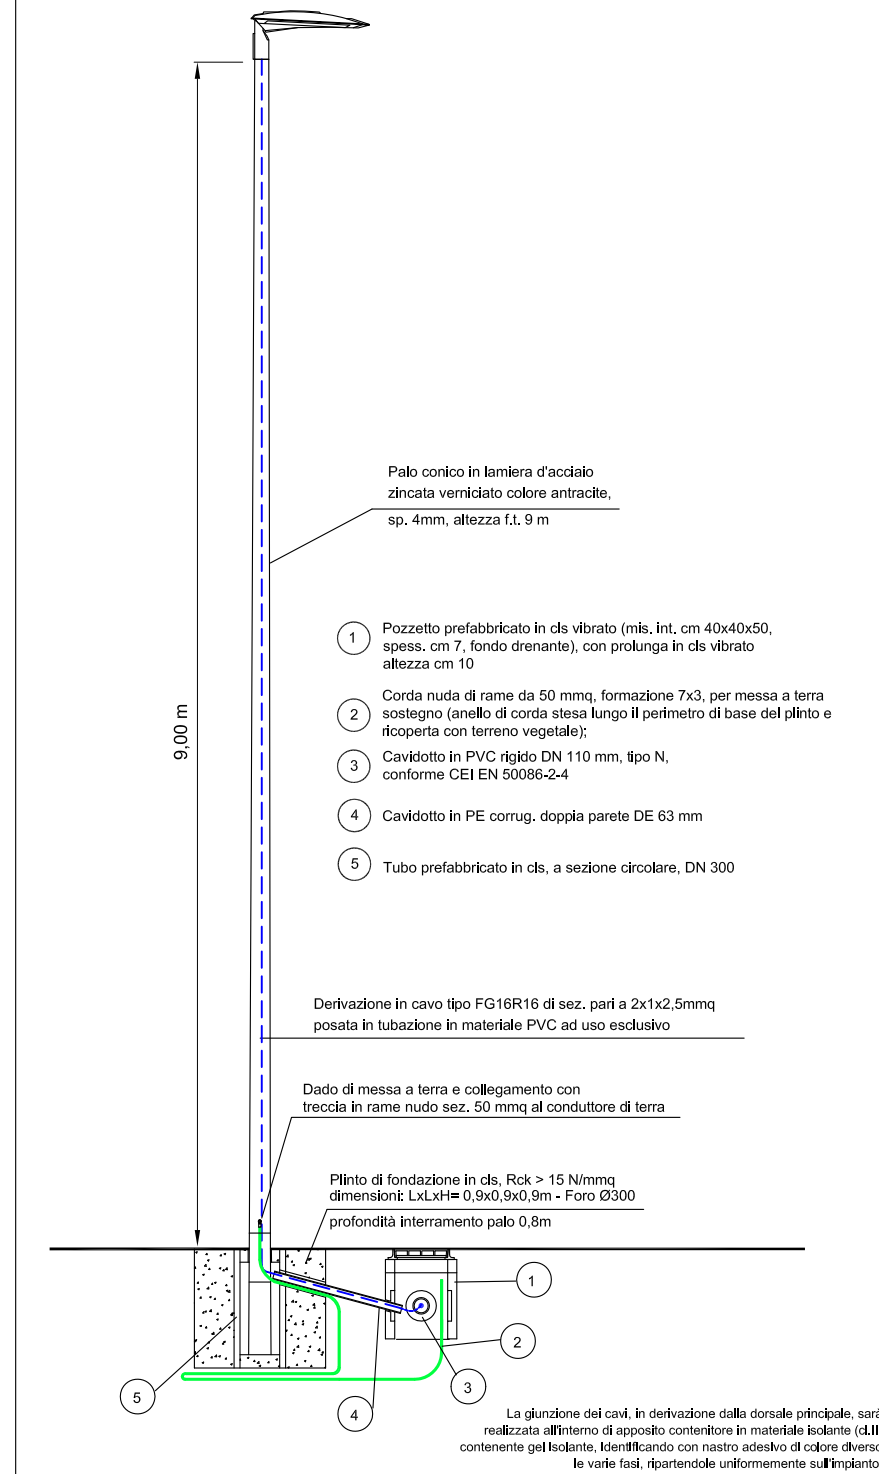 Palo conico in lamiera d'acciaio
zincata verniciato colore antracite,
sp. 4mm, altezza f.t. 9 m
1
Pozzetto prefabbricato in cls vibrato (mis. int. cm 40x40x50,
spess. cm 7, fondo drenante), con prolunga in cls vibrato
altezza cm 10
2
Corda nuda di rame da 50 mmq, formazione 7x3, per messa a terra
sostegno (anello di corda stesa lungo il perimetro di base del plinto e
ricoperta con terreno vegetale);
3
Cavidotto in PVC rigido DN 110 mm, tipo N,
conforme CEI EN 50086-2-4
4
Cavidotto in PE corrug. doppia parete DE 63 mm
5
Tubo prefabbricato in cls, a sezione circolare, DN 300
9,00 m
Derivazione in cavo tipo FG16R16 di sez. pari a 2x1x2,5mmq
posata in tubazione in materiale PVC ad uso esclusivo
Dado di messa a terra e collegamento con
treccia in rame nudo sez. 50 mmq al conduttore di terra
Plinto di fondazione in cls, Rck > 15 N/mmq
dimensioni: LxLxH= 0,9x0,9x0,9m - Foro Ø300
profondità interramento palo 0,8m
1
2
3
4
5
La giunzione dei cavi, in derivazione dalla dorsale principale, sarà
realizzata all'interno di apposito contenitore in materiale isolante (cl.II
contenente gel isolante, identificando con nastro adesivo di colore diverso
le varie fasi, ripartendole uniformemente sull'impianto